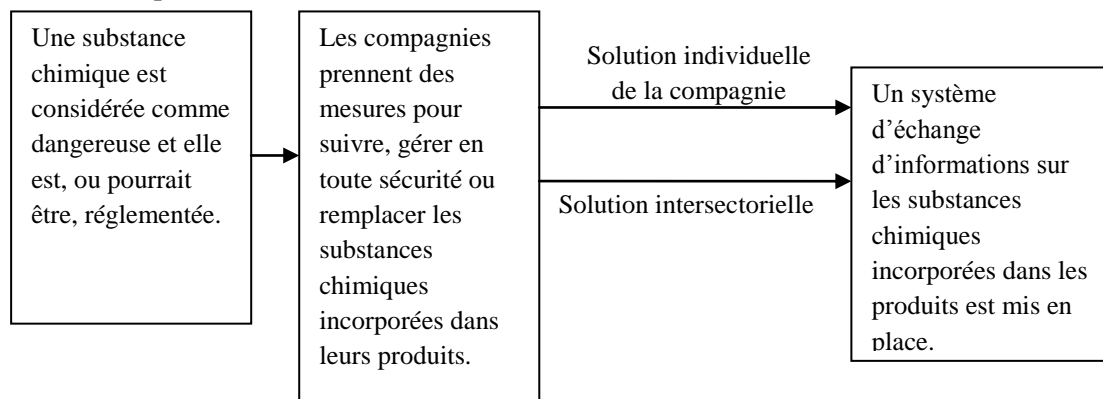 Une substance
chimique est
considérée comme
dangereuse et elle
est, ou pourrait
être, réglementée.
Les compagnies
prennent des
mesures pour
suivre, gérer en
toute sécurité ou
remplacer les
substances
chimiques
incorporées dans
leurs produits.
Solution individuelle
de la compagnie
Solution intersectorielle
Un système
d’échange
d’informations sur
les substances
chimiques
incorporées dans les
produits est mis en
place.